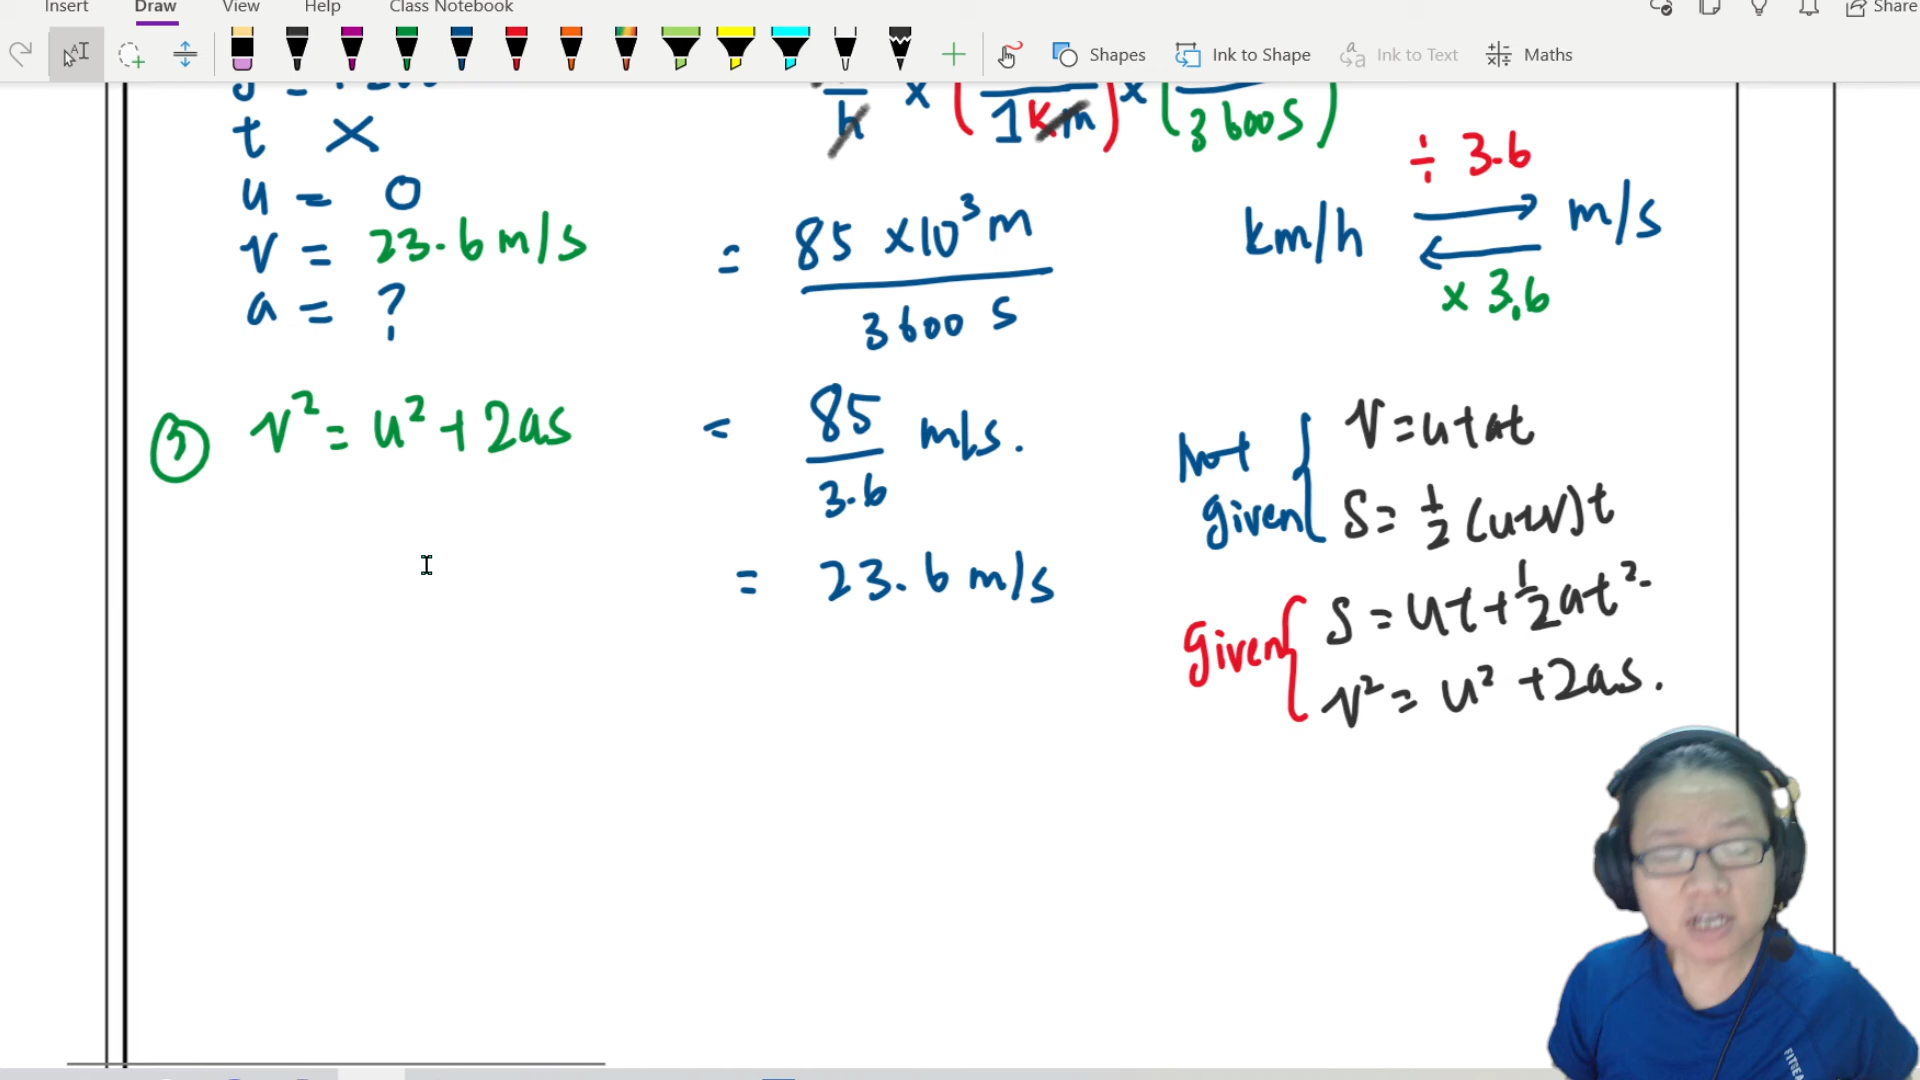 Insert Draw View Help Class Notebook Share
Shapes Ink to Shape Ink to Text Maths
h × ( 1km ) × ( 3600s )
t ×
u = 0
v = 23.6 m/s
a = ?
= 85 ×10³ m
3600 s
÷ 3.6
km/h m/s
× 3.6
③ v² = u² + 2as
= 85 m/s.
3.6
= 23.6 m/s
Not given { v = u + at
s = ½ (u+v)t
given { s = ut + ½at²
v² = u² + 2as.